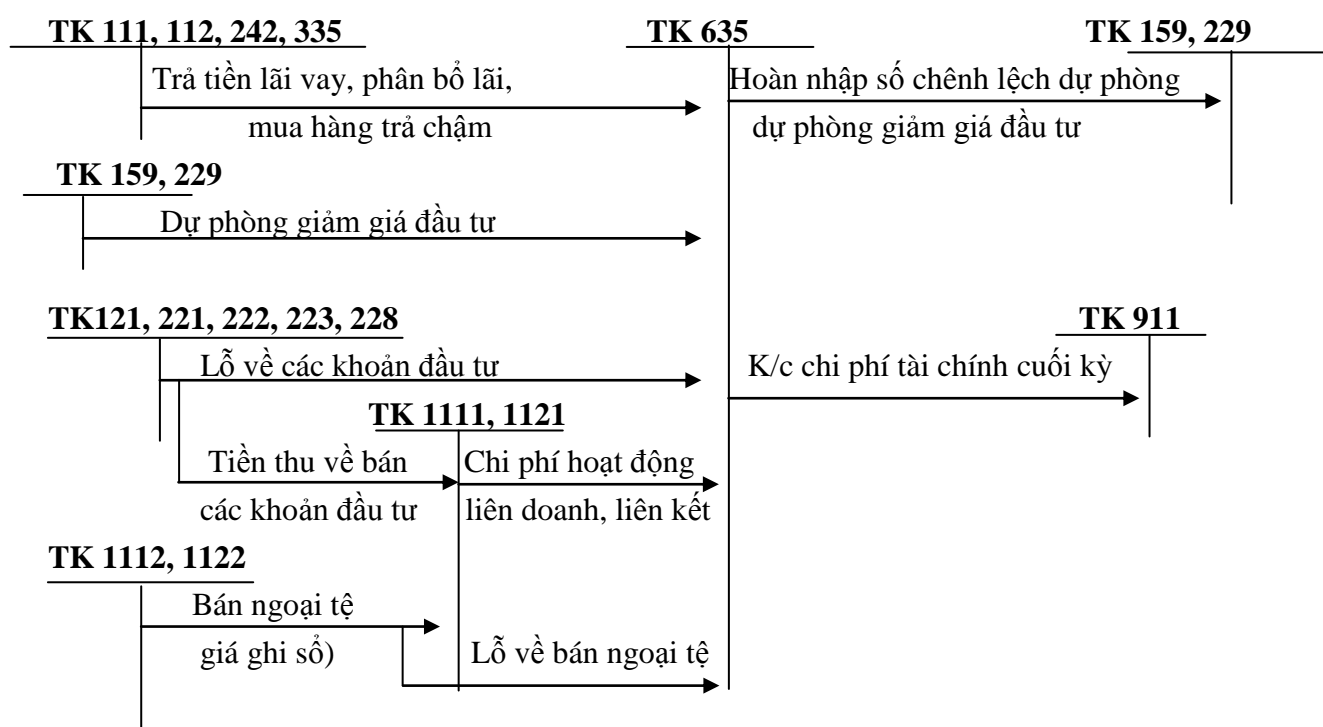 TK 111, 112, 242, 335
TK 635
TK 159, 229
Trả tiền lãi vay, phân bổ lãi,
mua hàng trả chậm
Hoàn nhập số chênh lệch dự phòng
dự phòng giảm giá đầu tư
TK 159, 229
Dự phòng giảm giá đầu tư
TK121, 221, 222, 223, 228
TK 911
Lỗ về các khoản đầu tư
K/c chi phí tài chính cuối kỳ
TK 1111, 1121
Tiền thu về bán
các khoản đầu tư
Chi phí hoạt động
liên doanh, liên kết
TK 1112, 1122
Bán ngoại tệ
giá ghi sổ)
Lỗ về bán ngoại tệ